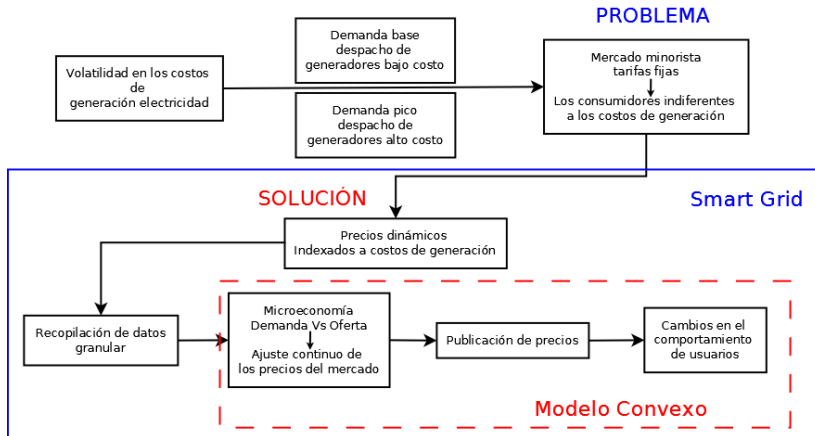 PROBLEMA
Demanda base
despacho de
generadores bajo costo
Volatilidad en los costos
de
generación electricidad
Demanda pico
despacho de
generadores alto costo
Mercado minorista
tarifas fijas
Los consumidores indiferentes
a los costos de generación
SOLUCIÓN
Smart Grid
Precios dinámicos
Indexados a costos de generación
Recopilación de datos
granular
Microeconomía
Demanda Vs Oferta
Ajuste continuo de
los precios del mercado
Publicación de precios
Cambios en el
comportamiento
de usuarios
Modelo Convexo